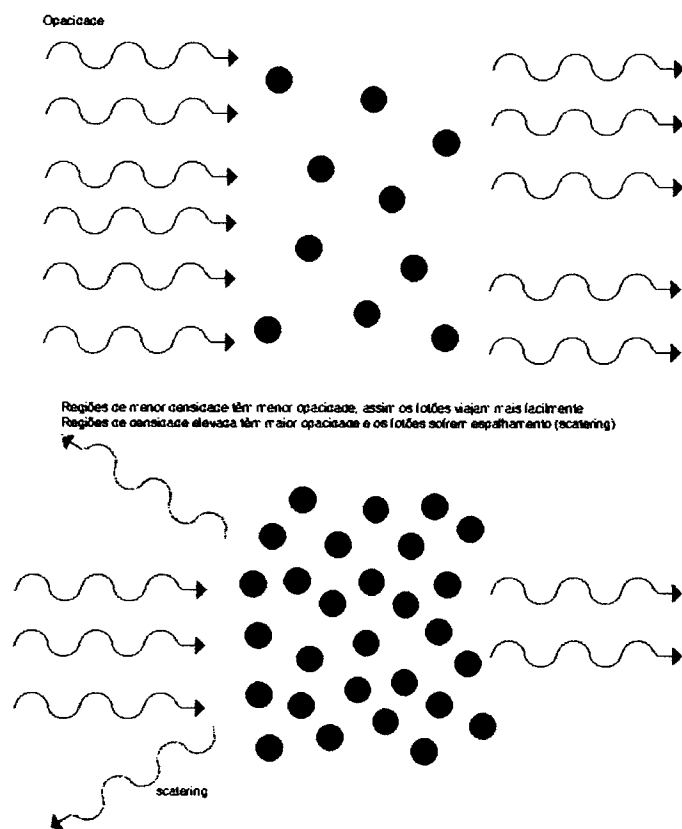 Opacidade
Regiões de menor densidade têm menor opacidade, assim os fotões viajam mais facilmente
Regiões de densidade elevada têm maior opacidade e os fotões sofrem espalhamento (scatering)
scatering